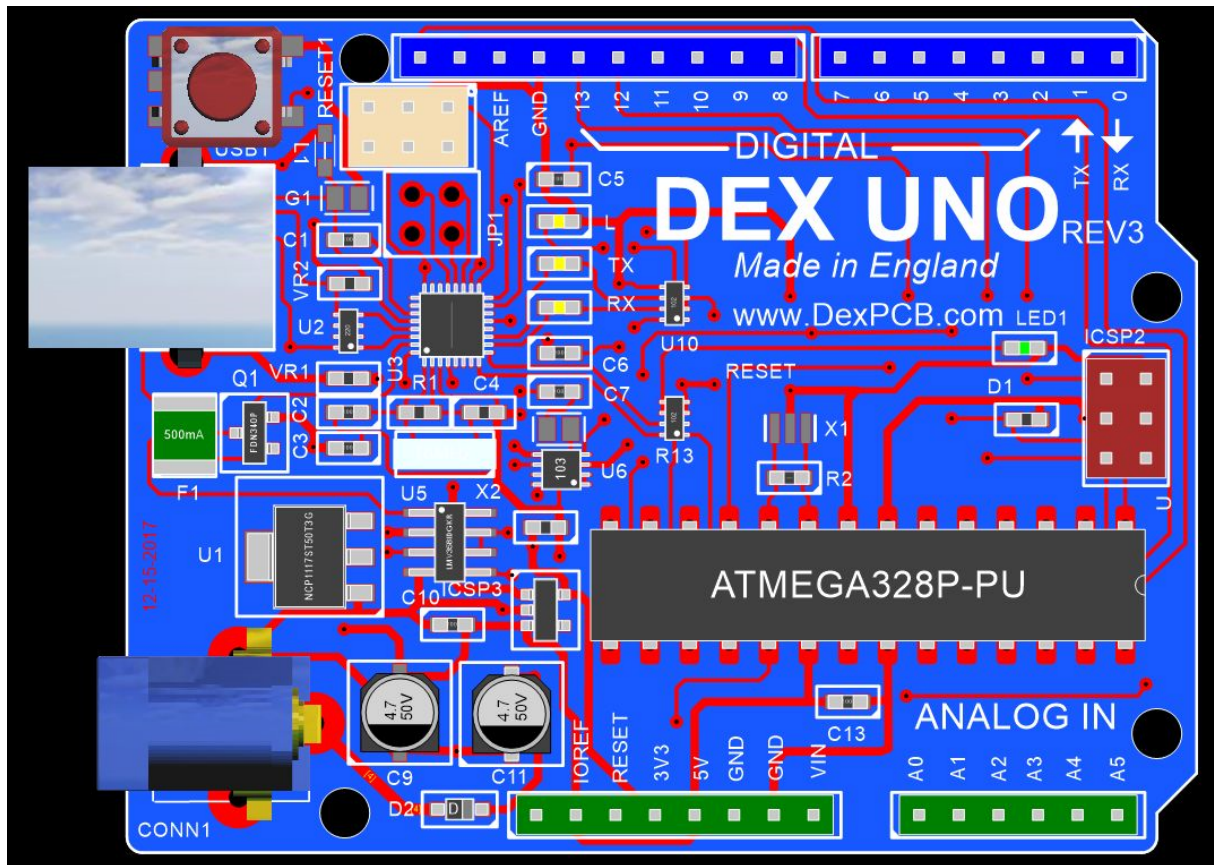 RESET1
AREF
GND
13
12
11
10
9
8
7
6
5
4
3
2
1
0
DIGITAL
TX
RX
USB1
L1
G1
C1
VR2
U2
220
JP1
C5
L
TX
RX
DEX UNO
REV3
Made in England
www.DexPCB.com
LED1
ICSP2
U10
102
RESET
D1
VR1
U3
R1
C4
C6
C7
Q1
FDN340P
500mA
F1
C2
C3
X2
U5
U6
103
102
R13
X1
R2
U
U1
NCP1117ST50T3G
12-15-2017
ICSP3
C10
ATMEGA328P-PU
4.7
50V
4.7
50V
C9
C11
D2
D
CONN1
C13
ANALOG IN
IOREF
RESET
3V3
5V
GND
GND
VIN
A0
A1
A2
A3
A4
A5